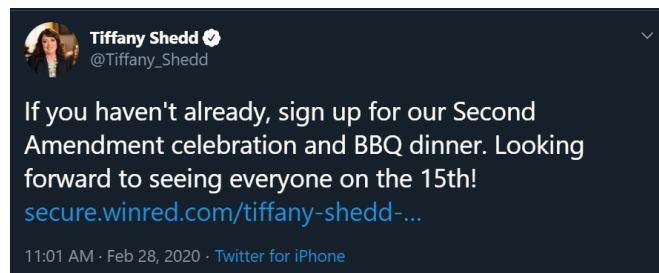 Tiffany Shedd
@Tiffany_Shedd
If you haven't already, sign up for our Second
Amendment celebration and BBQ dinner. Looking
forward to seeing everyone on the 15th!
secure.winred.com/tiffany-shedd-...
11:01 AM · Feb 28, 2020 · Twitter for iPhone